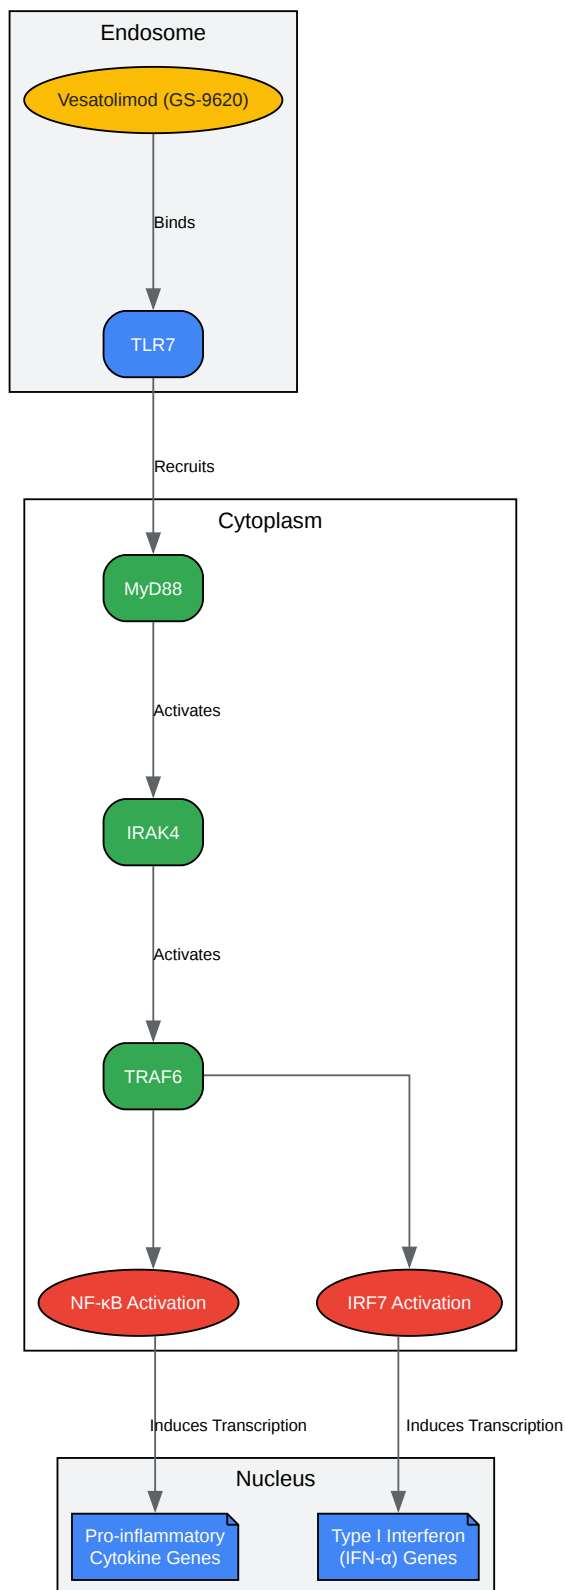 Endosome
Vesatolimod (GS-9620)
Binds
TLR7
Recruits
Cytoplasm
MyD88
Activates
IRAK4
Activates
TRAF6
NF-κB Activation
IRF7 Activation
Induces Transcription
Induces Transcription
Nucleus
Pro-inflammatory
Cytokine Genes
Type I Interferon
(IFN-α) Genes